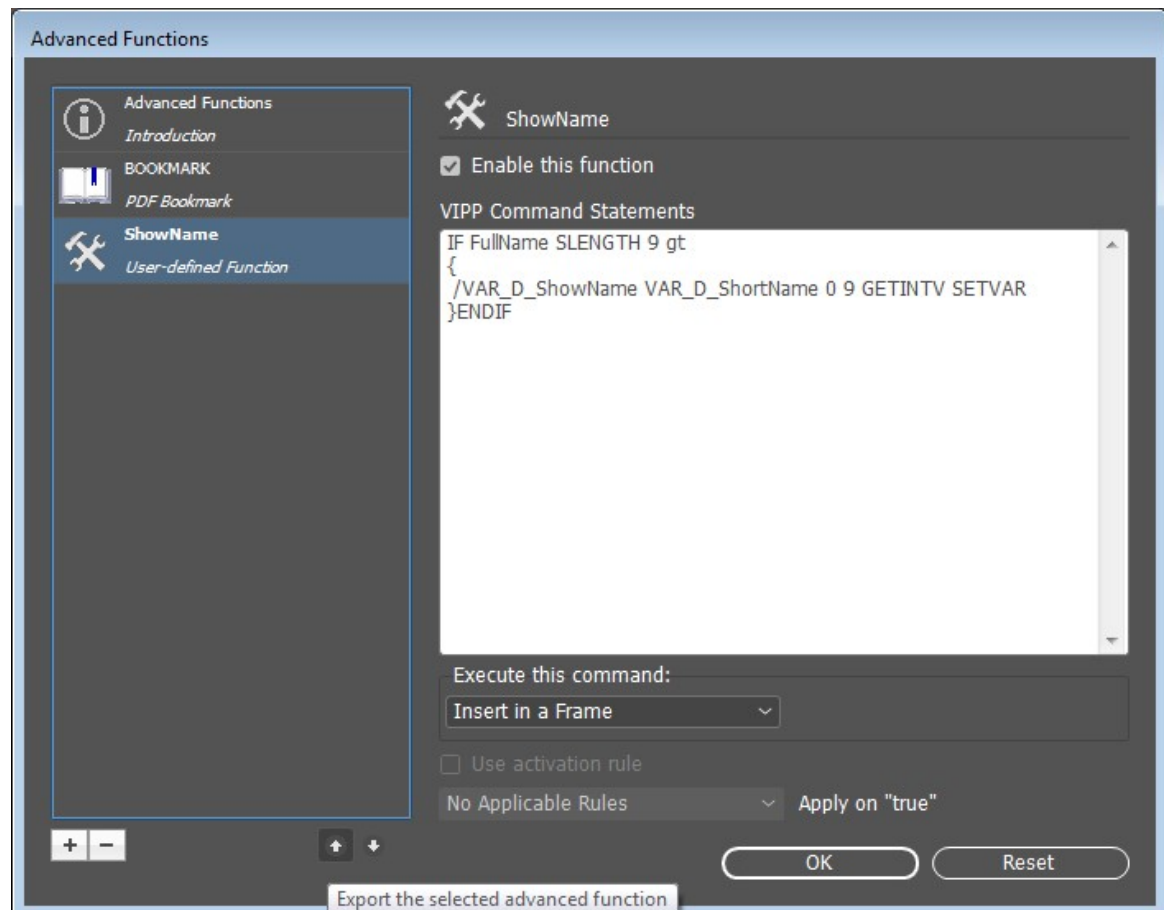 Advanced Functions
Advanced Functions
Introduction
BOOKMARK
PDF Bookmark
ShowName
User-defined Function
ShowName
Enable this function
VIPP Command Statements
IF FullName SLENGTH 9 gt
{
/VAR_D_ShowName VAR_D_ShortName 0 9 GETINTV SETVAR
}ENDIF
Execute this command:
Insert in a Frame
Use activation rule
No Applicable Rules
Apply on "true"
OK
Reset
Export the selected advanced function